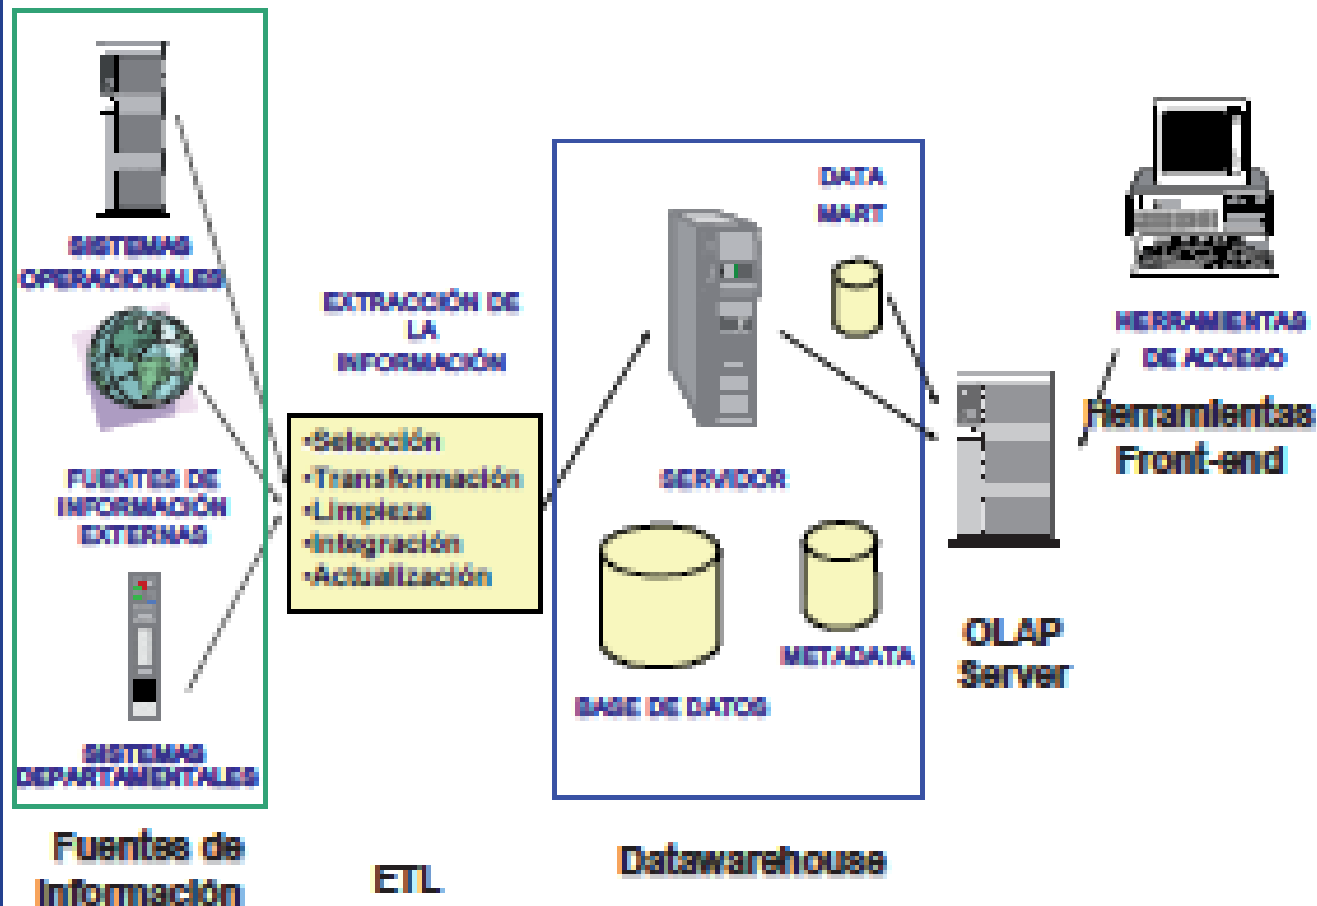 SISTEMAS
OPERACIONALES
FUENTES DE
INFORMACIÓN
EXTERNAS
SISTEMAS
DEPARTAMENTALES
Fuentes de
Información
EXTRACCIÓN DE
LA
INFORMACIÓN
•Selección
•Transformación
•Limpieza
•Integración
•Actualización
ETL
DATA
MART
SERVIDOR
BASE DE DATOS
METADATA
Datawarehouse
OLAP
Server
HERRAMIENTAS
DE ACCESO
Herramientas
Front-end